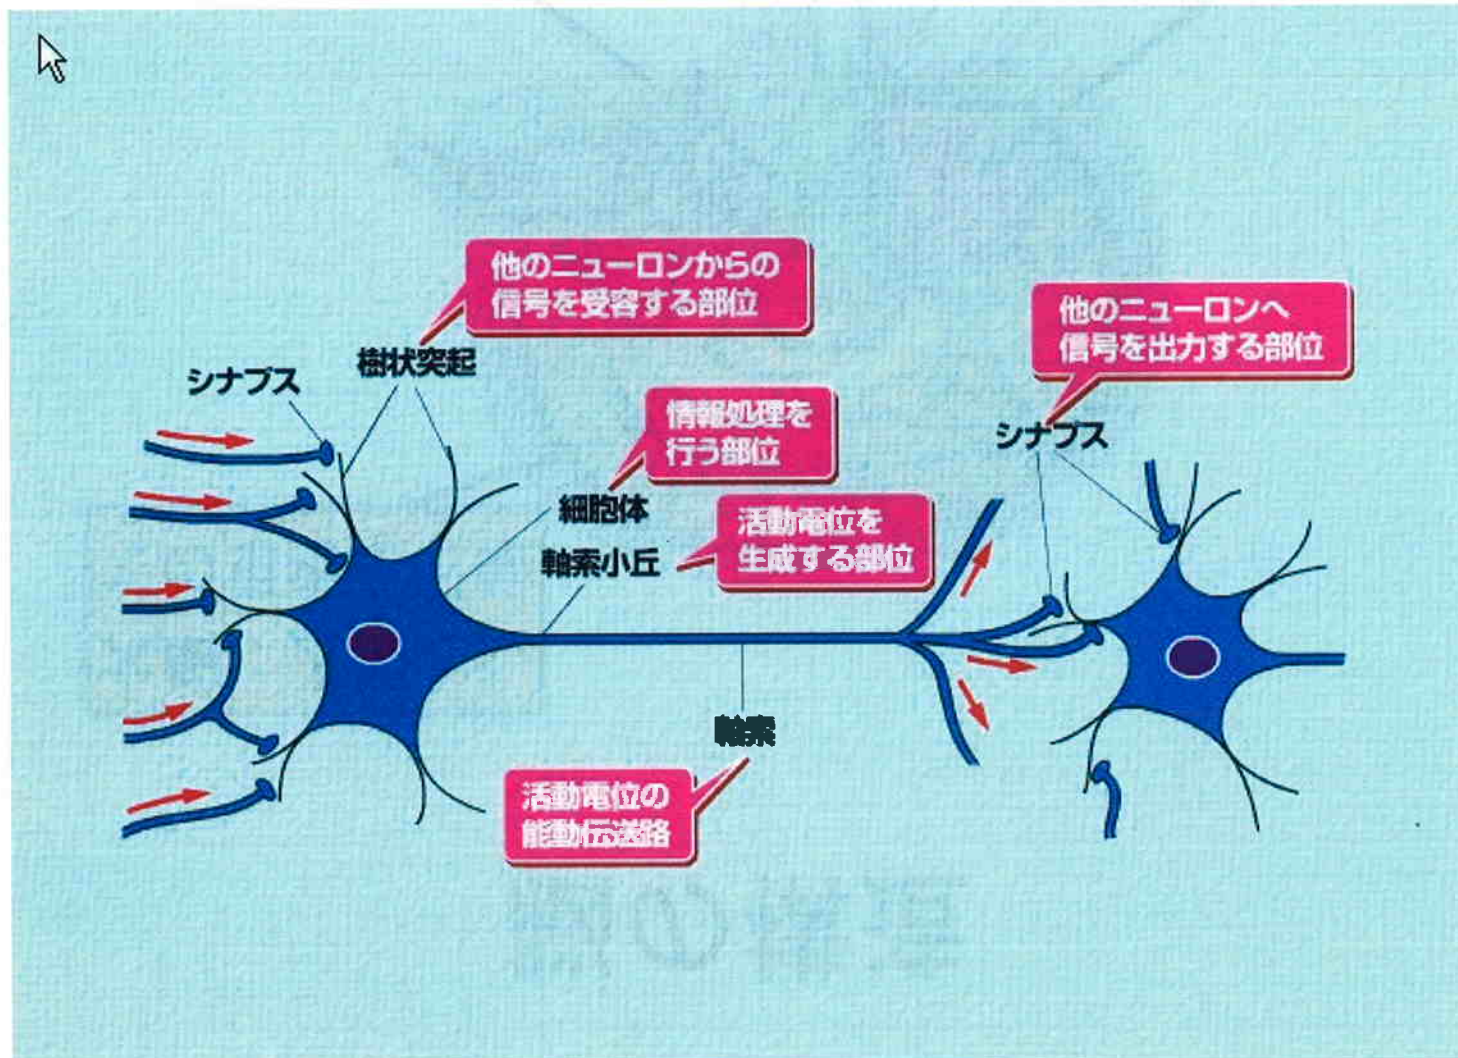 他のニューロンからの
信号を受容する部位
樹状突起
シナプス
他のニューロンへ
信号を出力する部位
シナプス
情報処理を
行う部位
細胞体
活動電位を
生成する部位
軸索小丘
軸索
活動電位の
能動伝送路